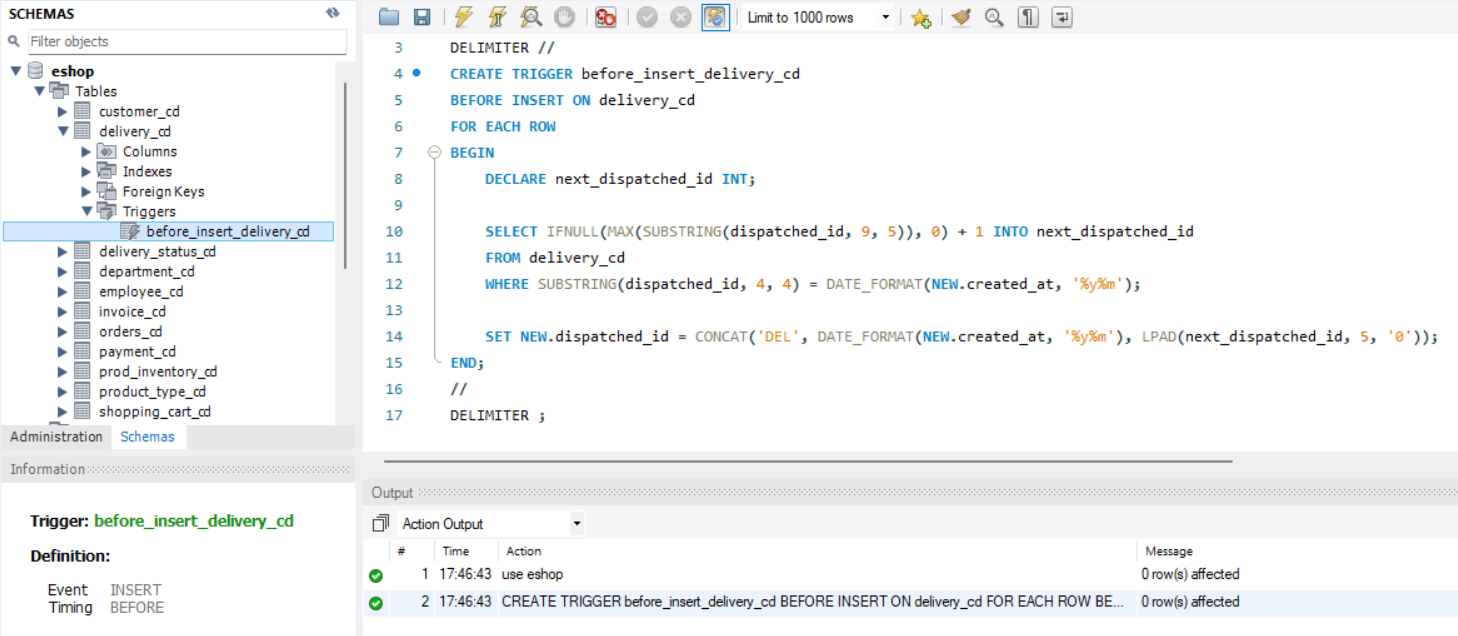 SCHEMAS
Filter objects
eshop
Tables
customer_cd
delivery_cd
Columns
Indexes
Foreign Keys
Triggers
before_insert_delivery_cd
delivery_status_cd
department_cd
employee_cd
invoice_cd
orders_cd
payment_cd
prod_inventory_cd
product_type_cd
shopping_cart_cd
Administration Schemas
Information
Trigger: before_insert_delivery_cd
Definition:
Event INSERT
Timing BEFORE
Limit to 1000 rows
3 DELIMITER //
4 CREATE TRIGGER before_insert_delivery_cd
5 BEFORE INSERT ON delivery_cd
6 FOR EACH ROW
7 BEGIN
8 DECLARE next_dispatched_id INT;
9
10 SELECT IFNULL(MAX(SUBSTRING(dispatched_id, 9, 5)), 0) + 1 INTO next_dispatched_id
11 FROM delivery_cd
12 WHERE SUBSTRING(dispatched_id, 4, 4) = DATE_FORMAT(NEW.created_at, '%y%m');
13
14 SET NEW.dispatched_id = CONCAT('DEL', DATE_FORMAT(NEW.created_at, '%y%m'), LPAD(next_dispatched_id, 5, '0'));
15 END;
16 //
17 DELIMITER ;
Output
Action Output
# Time Action Message
1 17:46:43 use eshop 0 row(s) affected
2 17:46:43 CREATE TRIGGER before_insert_delivery_cd BEFORE INSERT ON delivery_cd FOR EACH ROW BE... 0 row(s) affected